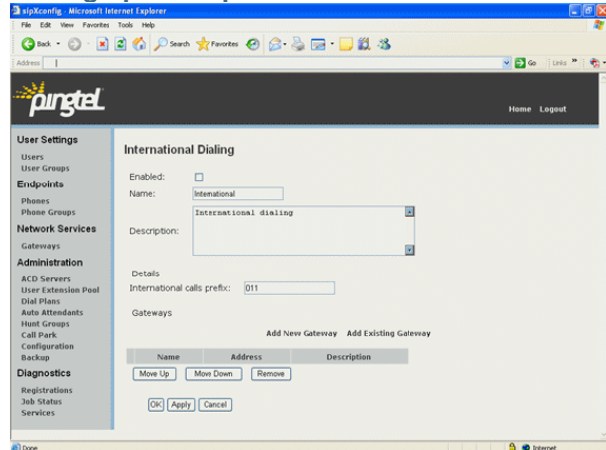 sipXconfig - Microsoft Internet Explorer
File Edit View Favorites Tools Help
Back Search Favorites
Address Go Links
pingtel
Home Logout
User Settings
Users
User Groups
Endpoints
Phones
Phone Groups
Network Services
Gateways
Administration
ACD Servers
User Extension Pool
Dial Plans
Auto Attendants
Hunt Groups
Call Park
Configuration
Backup
Diagnostics
Registrations
Job Status
Services
International Dialing
Enabled:
Name: International
Description: International dialing
Details
International calls prefix: 011
Gateways
Add New Gateway Add Existing Gateway
Name Address Description
Move Up Move Down Remove
OK Apply Cancel
Done Internet